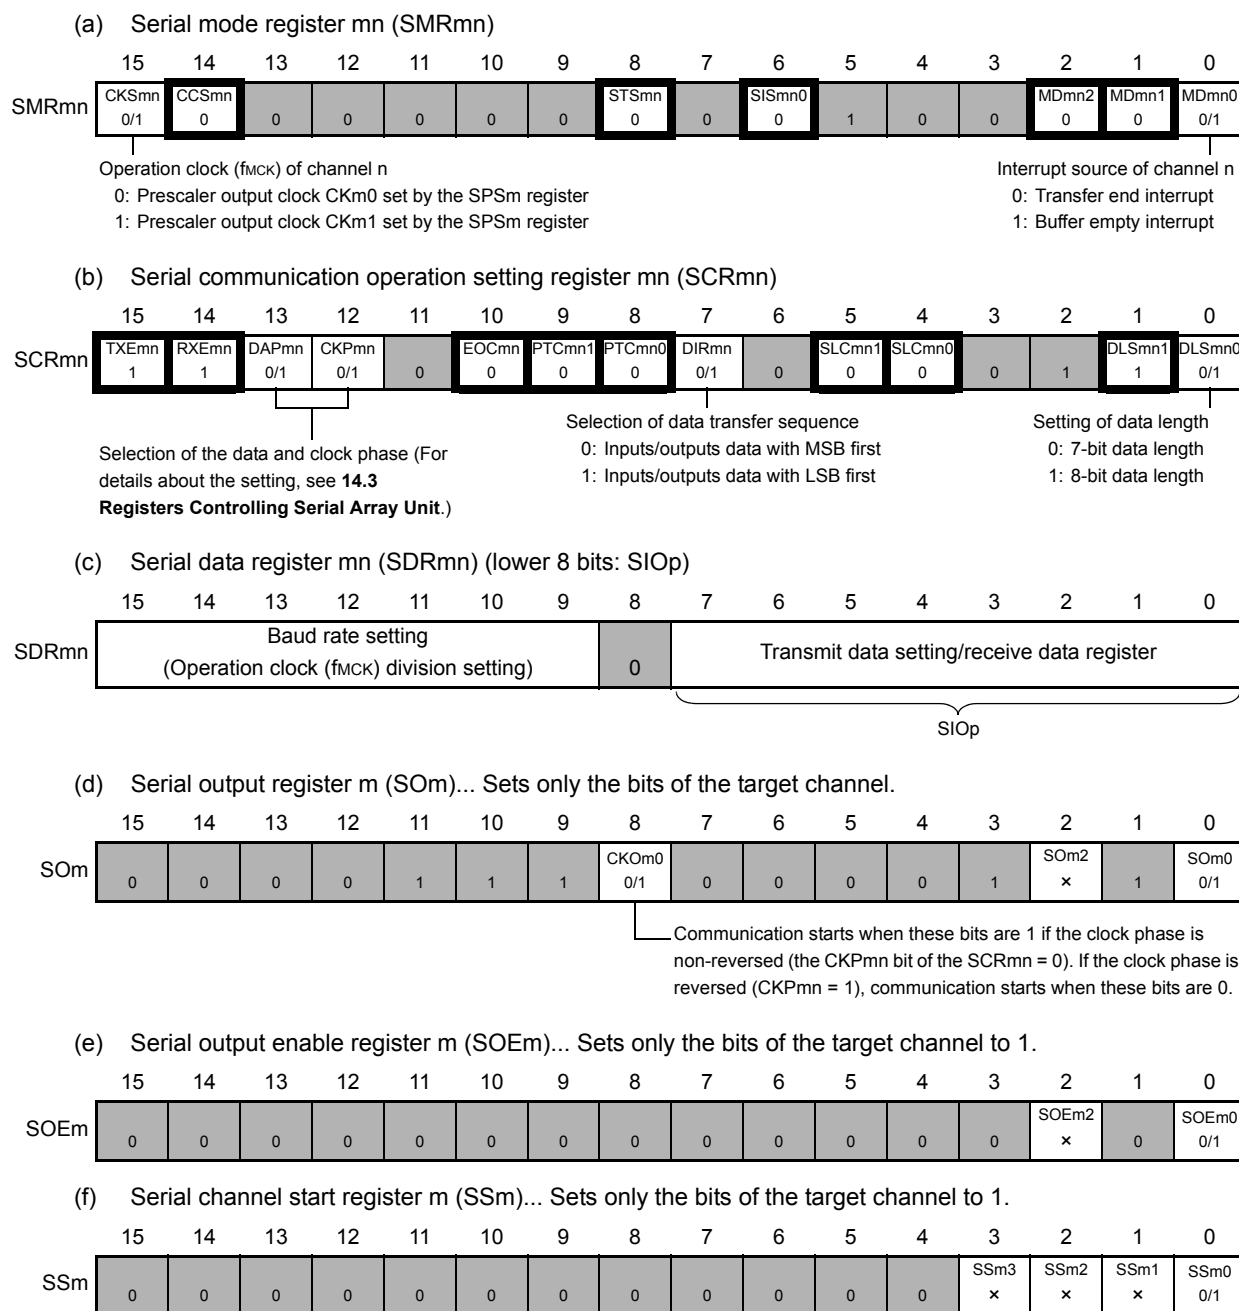 (a) Serial mode register mn (SMRmn)
15 14 13 12 11 10 9 8 7 6 5 4 3 2 1 0
SMRmn CKSmn CCSmn STSmn SISmn0 MDmn2 MDmn1 MDmn0
0/1 0 0 0 0 0 0 0 0 0 1 0 0 0 0 0/1
Operation clock (fMCK) of channel n
0: Prescaler output clock CKm0 set by the SPSm register
1: Prescaler output clock CKm1 set by the SPSm register
Interrupt source of channel n
0: Transfer end interrupt
1: Buffer empty interrupt
(b) Serial communication operation setting register mn (SCRmn)
15 14 13 12 11 10 9 8 7 6 5 4 3 2 1 0
SCRmn TXEmn RXEmn DAPmn CKPmn EOCmn PTCmn1 PTCmn0 DIRmn SLCmn1 SLCmn0 DLSmn1 DLSmn0
1 1 0/1 0/1 0 0 0 0 0/1 0 0 0 0 1 1 0/1
Selection of the data and clock phase (For
details about the setting, see 14.3
Registers Controlling Serial Array Unit.)
Selection of data transfer sequence
0: Inputs/outputs data with MSB first
1: Inputs/outputs data with LSB first
Setting of data length
0: 7-bit data length
1: 8-bit data length
(c) Serial data register mn (SDRmn) (lower 8 bits: SIOp)
15 14 13 12 11 10 9 8 7 6 5 4 3 2 1 0
SDRmn
Baud rate setting
(Operation clock (fMCK) division setting)
0
Transmit data setting/receive data register
SIOp
(d) Serial output register m (SOm)... Sets only the bits of the target channel.
15 14 13 12 11 10 9 8 7 6 5 4 3 2 1 0
SOm CKOm0 SOm2 SOm0
0 0 0 0 1 1 1 0/1 0 0 0 0 1 × 1 0/1
Communication starts when these bits are 1 if the clock phase is
non-reversed (the CKPmn bit of the SCRmn = 0). If the clock phase is
reversed (CKPmn = 1), communication starts when these bits are 0.
(e) Serial output enable register m (SOEm)... Sets only the bits of the target channel to 1.
15 14 13 12 11 10 9 8 7 6 5 4 3 2 1 0
SOEm SOEm2 SOEm0
0 0 0 0 0 0 0 0 0 0 0 0 0 × 0 0/1
(f) Serial channel start register m (SSm)... Sets only the bits of the target channel to 1.
15 14 13 12 11 10 9 8 7 6 5 4 3 2 1 0
SSm SSm3 SSm2 SSm1 SSm0
0 0 0 0 0 0 0 0 0 0 0 0 × × × 0/1